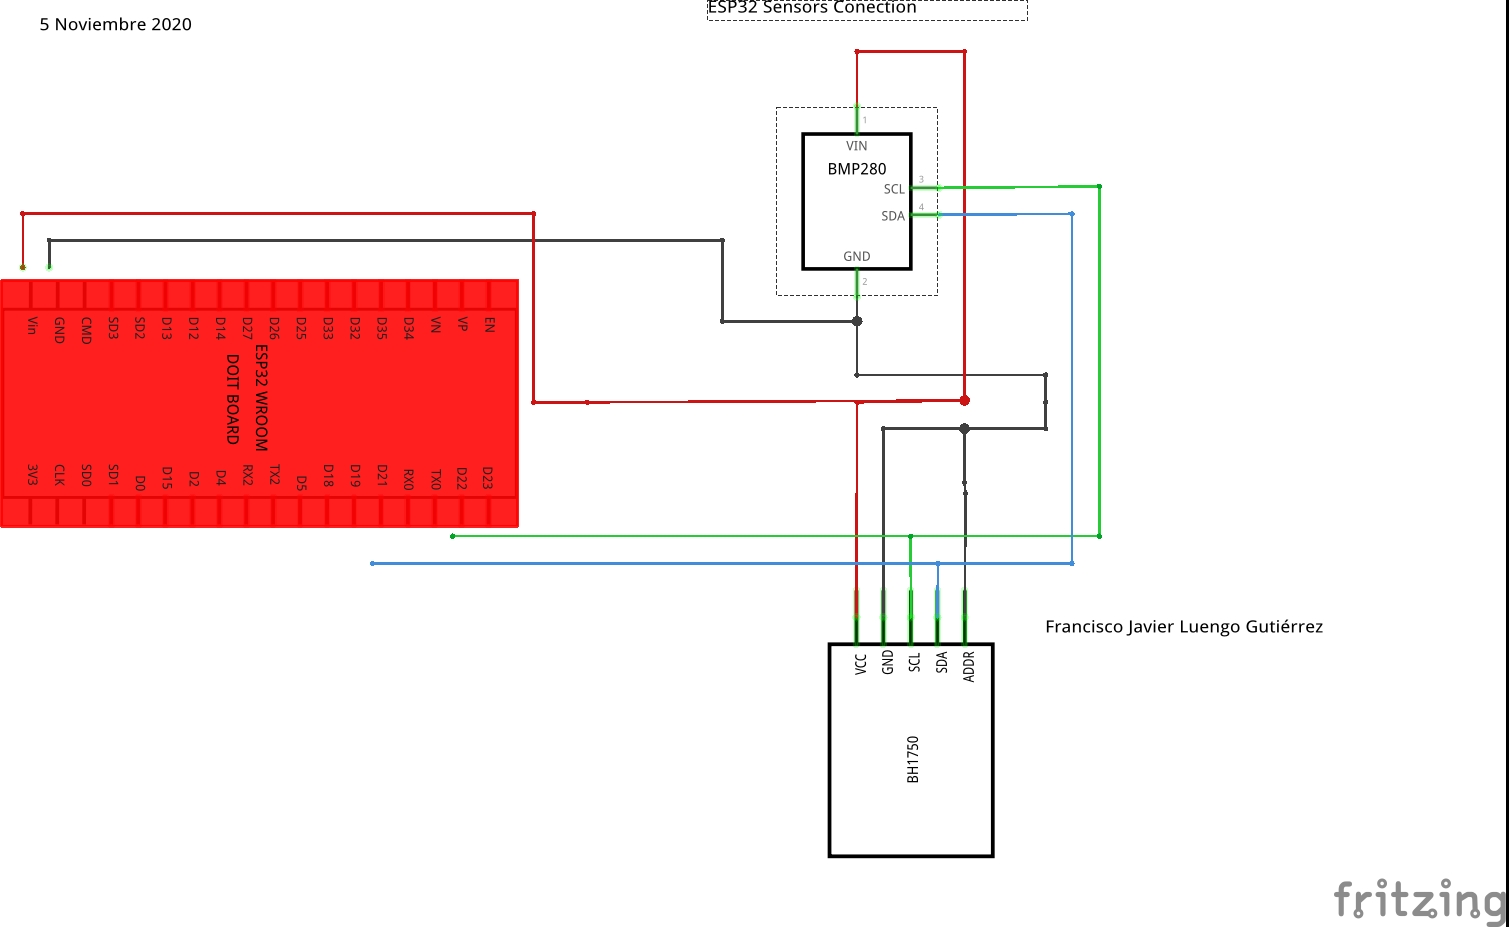 ESP32 Sensors Conection
5 Noviembre 2020
1
VIN
BMP280
3
SCL
4
SDA
GND
2
Vin GND CMD SD3 SD2 D13 D12 D14 D27 D26 D25 D33 D32 D35 D34 VN VP EN
ESP32 WROOM
DOIT BOARD
3V3 CLK SD0 SD1 D0 D15 D2 D4 RX2 TX2 D5 D18 D19 D21 RX0 TX0 D22 D23
Francisco Javier Luengo Gutiérrez
VCC GND SCL SDA ADDR
BH1750
fritzing